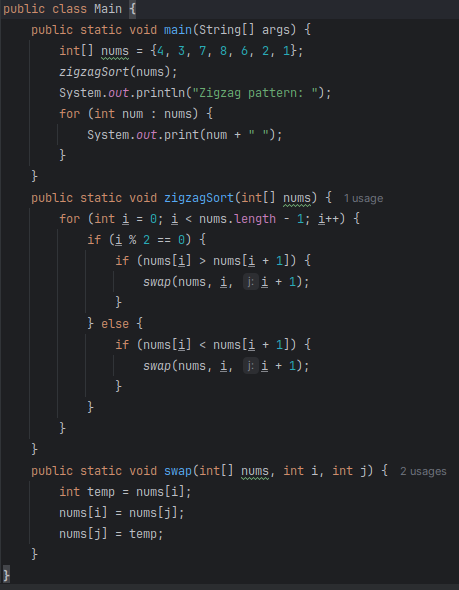 public class Main {
    public static void main(String[] args) {
        int[] nums = {4, 3, 7, 8, 6, 2, 1};
        zigzagSort(nums);
        System.out.println("Zigzag pattern: ");
        for (int num : nums) {
            System.out.print(num + " ");
        }
    }
    public static void zigzagSort(int[] nums) { 1 usage
        for (int i = 0; i < nums.length - 1; i++) {
            if (i % 2 == 0) {
                if (nums[i] > nums[i + 1]) {
                    swap(nums, i, j: i + 1);
                }
            } else {
                if (nums[i] < nums[i + 1]) {
                    swap(nums, i, j: i + 1);
                }
            }
        }
    }
    public static void swap(int[] nums, int i, int j) { 2 usages
        int temp = nums[i];
        nums[i] = nums[j];
        nums[j] = temp;
    }
}